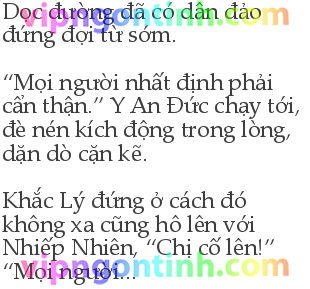 Dọc đường đã có dân đảo
đứng đợi từ sớm.
“Mọi người nhất định phải
cẩn thận.” Y An Đức chạy tới,
đè nén kích động trong lòng,
dặn dò cặn kẽ.
Khắc Lý đứng ở cách đó
không xa cũng hô lên với
Nhiếp Nhiên, “Chị cố lên!”
“Mọi người...
vipngontinh.com
vipngontinh.com